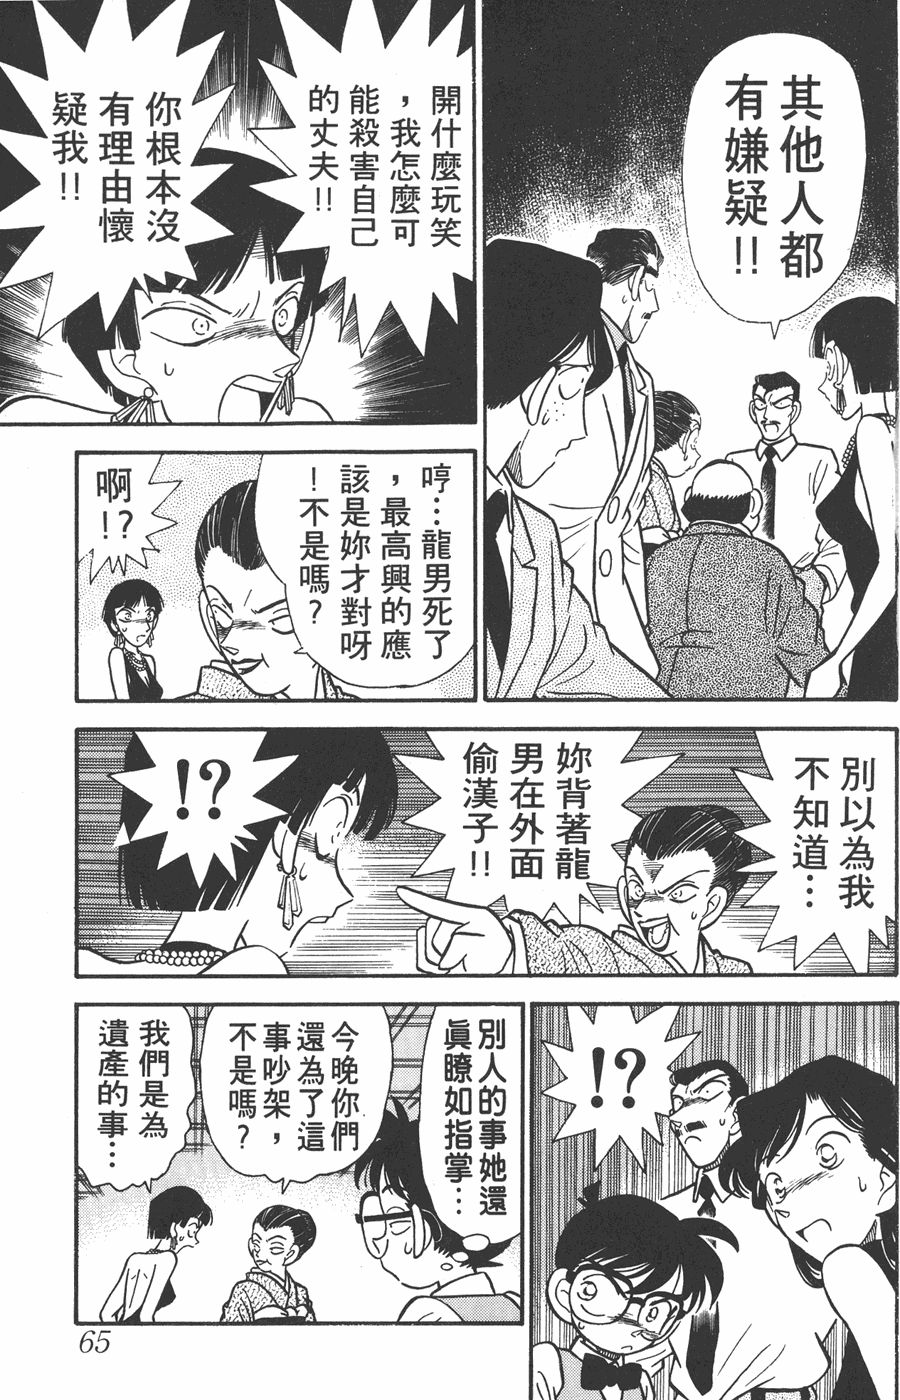 其他人都
有嫌疑!!
開什麼玩笑
，我怎麼可
能殺害自己
的丈夫!!
你根本沒
有理由懷
疑我!!
哼…龍男死了
，最高興的應
該是妳才對呀
！不是嗎？
啊
!?
別以為我
不知道…
妳背著龍
男在外面
偷漢子!!
!?
!?
別人的事她還
眞瞭如指掌…
今晚你們
還為了這
事吵架，
不是嗎？
我們是為
遺產的事…
65